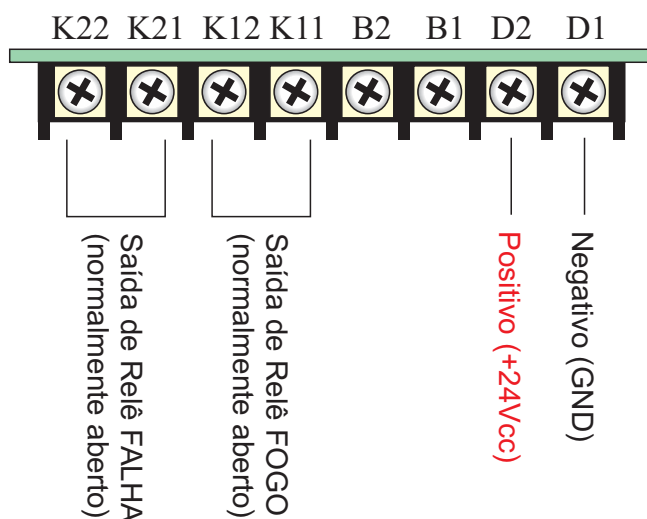 K22 K21 K12 K11 B2 B1 D2 D1
Saída de Relê FALHA
(normalmente aberto)
Saída de Relê FOGO
(normalmente aberto)
Positivo (+24Vcc)
Negativo (GND)